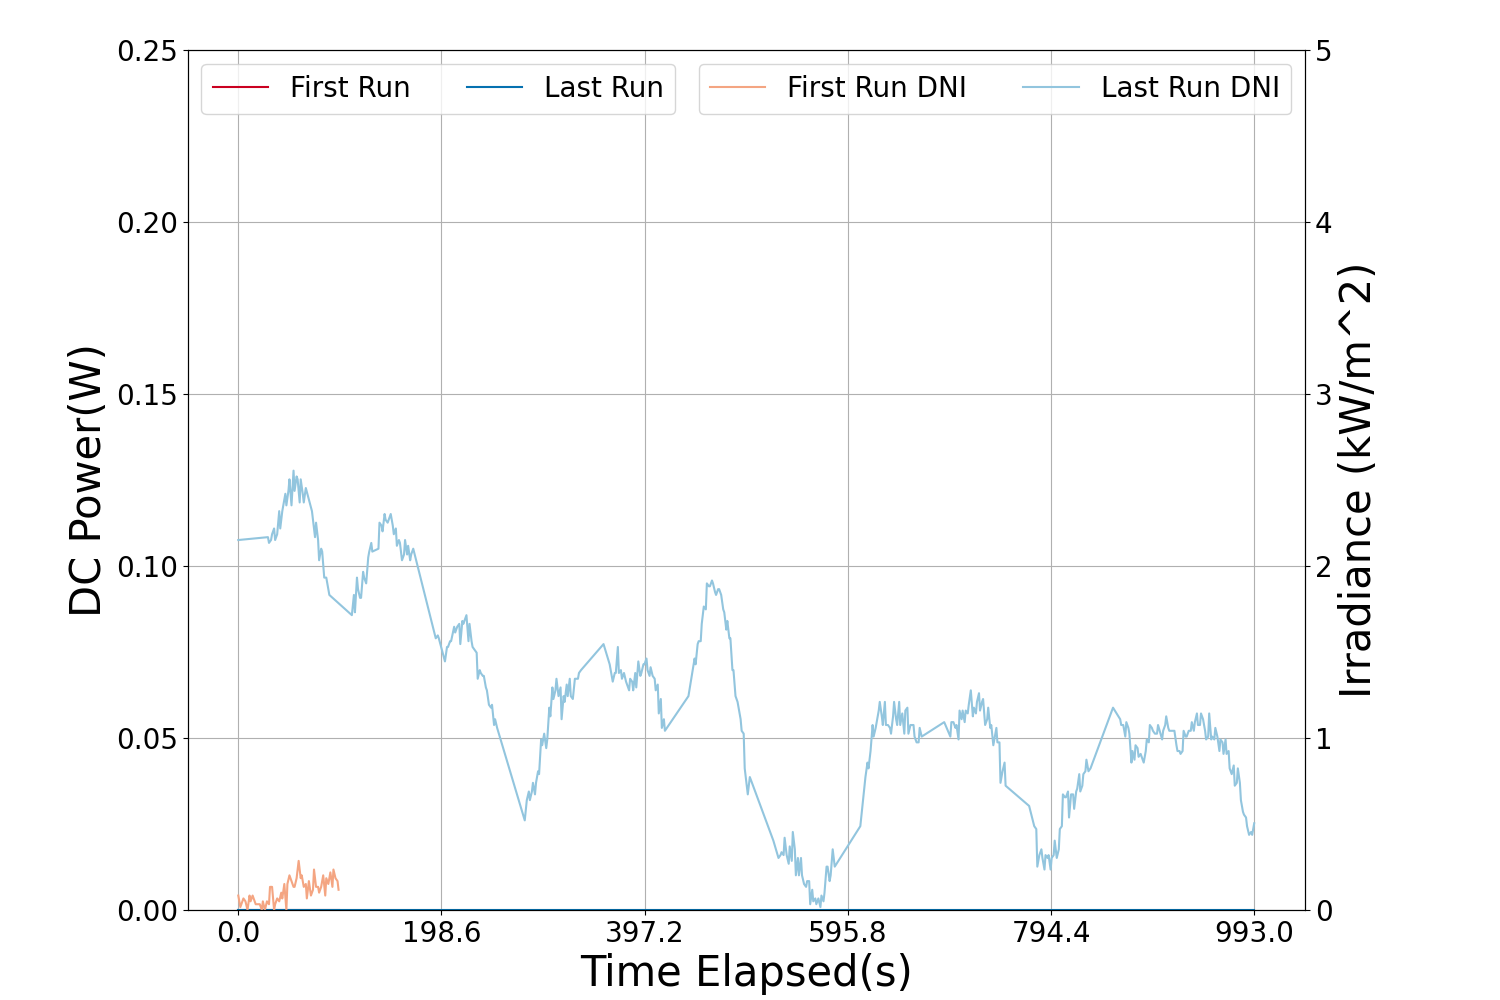 First Run
Last Run
First Run DNI
Last Run DNI
DC Power(W)
0.25
0.20
0.15
0.10
0.05
0.00
5
4
3
2
1
0
Irradiance (kW/m^2)
0.0
198.6
397.2
595.8
794.4
993.0
Time Elapsed(s)